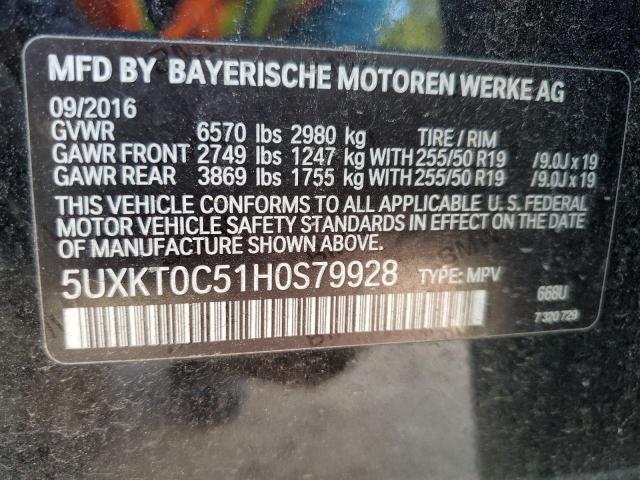 MFD BY BAYERISCHE MOTOREN WERKE AG
09/2016
GVWR 6570 lbs 2980 kg TIRE / RIM
GAWR FRONT 2749 lbs 1247 kg WITH 255/50 R19 /9.0J x 19
GAWR REAR 3869 lbs 1755 kg WITH 255/50 R19 /9.0J x 19
THIS VEHICLE CONFORMS TO ALL APPLICABLE U.S. FEDERAL
MOTOR VEHICLE SAFETY STANDARDS IN EFFECT ON THE DATE
OF MANUFACTURE SHOWN ABOVE.
5UXKT0C51H0S79928 TYPE: MPV 668U
7 320 729